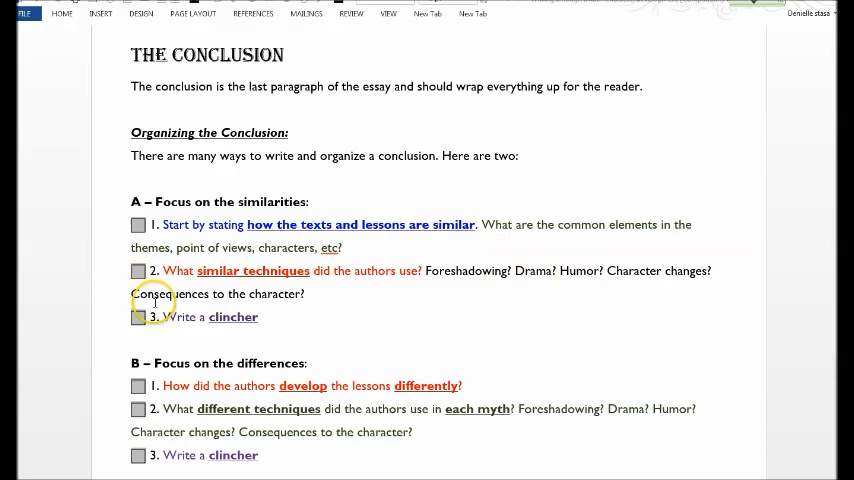 FILE HOME INSERT DESIGN PAGE LAYOUT REFERENCES MAILINGS REVIEW VIEW New Tab New Tab Denielle stasa
THE CONCLUSION
The conclusion is the last paragraph of the essay and should wrap everything up for the reader.
Organizing the Conclusion:
There are many ways to write and organize a conclusion. Here are two:
A – Focus on the similarities:
1. Start by stating how the texts and lessons are similar. What are the common elements in the
themes, point of views, characters, etc?
2. What similar techniques did the authors use? Foreshadowing? Drama? Humor? Character changes?
Consequences to the character?
3. Write a clincher
B – Focus on the differences:
1. How did the authors develop the lessons differently?
2. What different techniques did the authors use in each myth? Foreshadowing? Drama? Humor?
Character changes? Consequences to the character?
3. Write a clincher